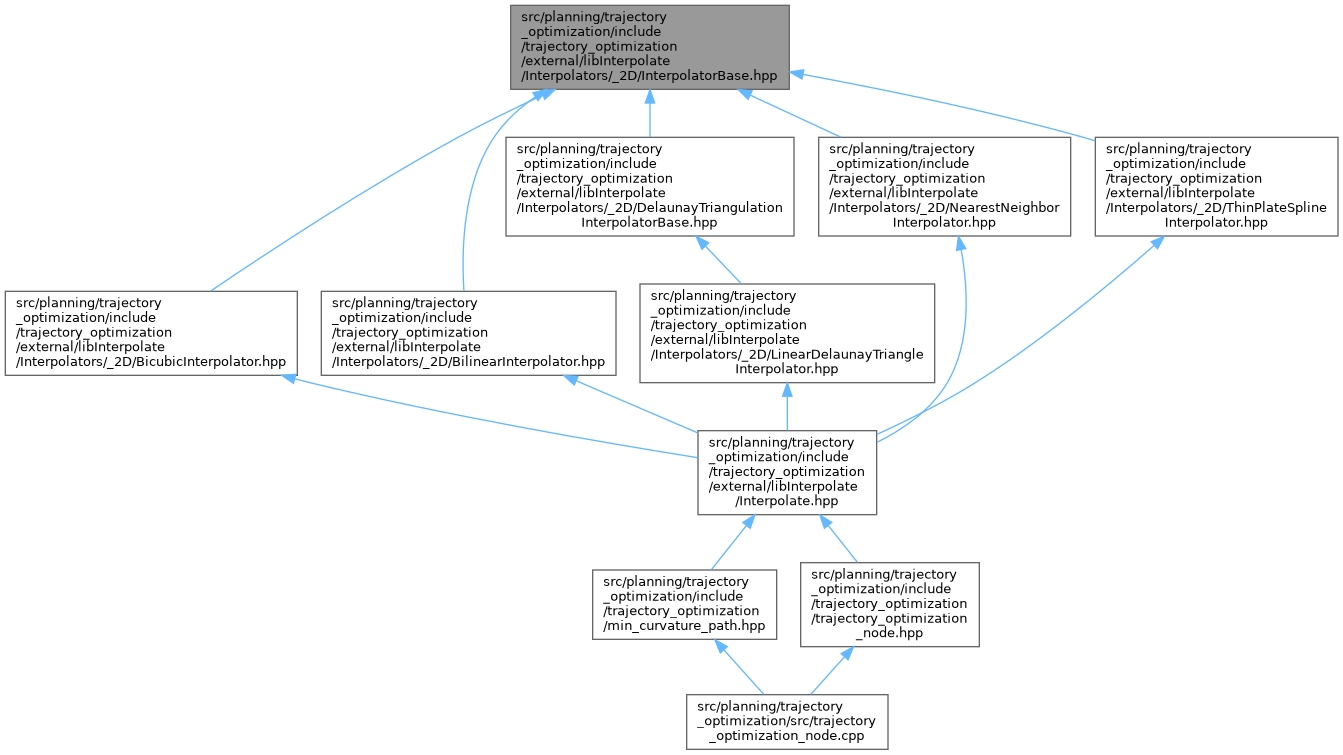 src/planning/trajectory
_optimization/include
/trajectory_optimization
/external/libInterpolate
/Interpolators/_2D/InterpolatorBase.hpp
src/planning/trajectory
_optimization/include
/trajectory_optimization
/external/libInterpolate
/Interpolators/_2D/DelaunayTriangulation
InterpolatorBase.hpp
src/planning/trajectory
_optimization/include
/trajectory_optimization
/external/libInterpolate
/Interpolators/_2D/NearestNeighbor
Interpolator.hpp
src/planning/trajectory
_optimization/include
/trajectory_optimization
/external/libInterpolate
/Interpolators/_2D/ThinPlateSpline
Interpolator.hpp
src/planning/trajectory
_optimization/include
/trajectory_optimization
/external/libInterpolate
/Interpolators/_2D/BicubicInterpolator.hpp
src/planning/trajectory
_optimization/include
/trajectory_optimization
/external/libInterpolate
/Interpolators/_2D/BilinearInterpolator.hpp
src/planning/trajectory
_optimization/include
/trajectory_optimization
/external/libInterpolate
/Interpolators/_2D/LinearDelaunayTriangle
Interpolator.hpp
src/planning/trajectory
_optimization/include
/trajectory_optimization
/external/libInterpolate
/Interpolate.hpp
src/planning/trajectory
_optimization/include
/trajectory_optimization
/min_curvature_path.hpp
src/planning/trajectory
_optimization/include
/trajectory_optimization
/trajectory_optimization
_node.hpp
src/planning/trajectory
_optimization/src/trajectory
_optimization_node.cpp